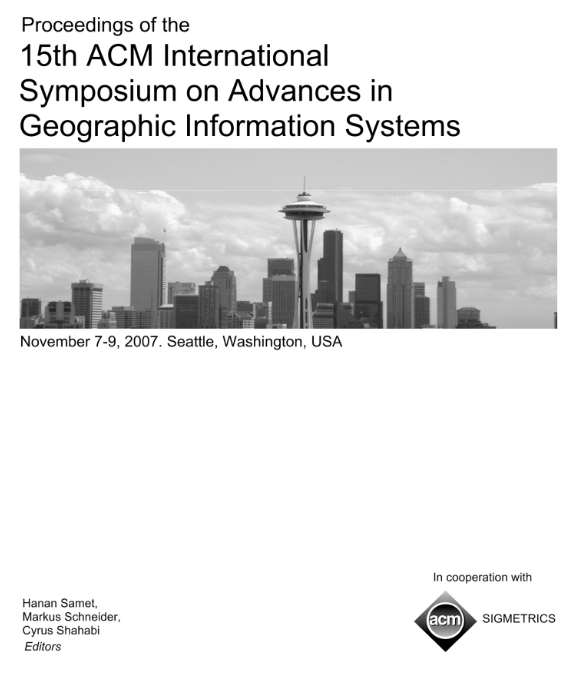 Proceedings of the
15th ACM International
Symposium on Advances in
Geographic Information Systems
November 7-9, 2007. Seattle, Washington, USA
In cooperation with
acm
SIGMETRICS
Hanan Samet,
Markus Schneider,
Cyrus Shahabi
Editors